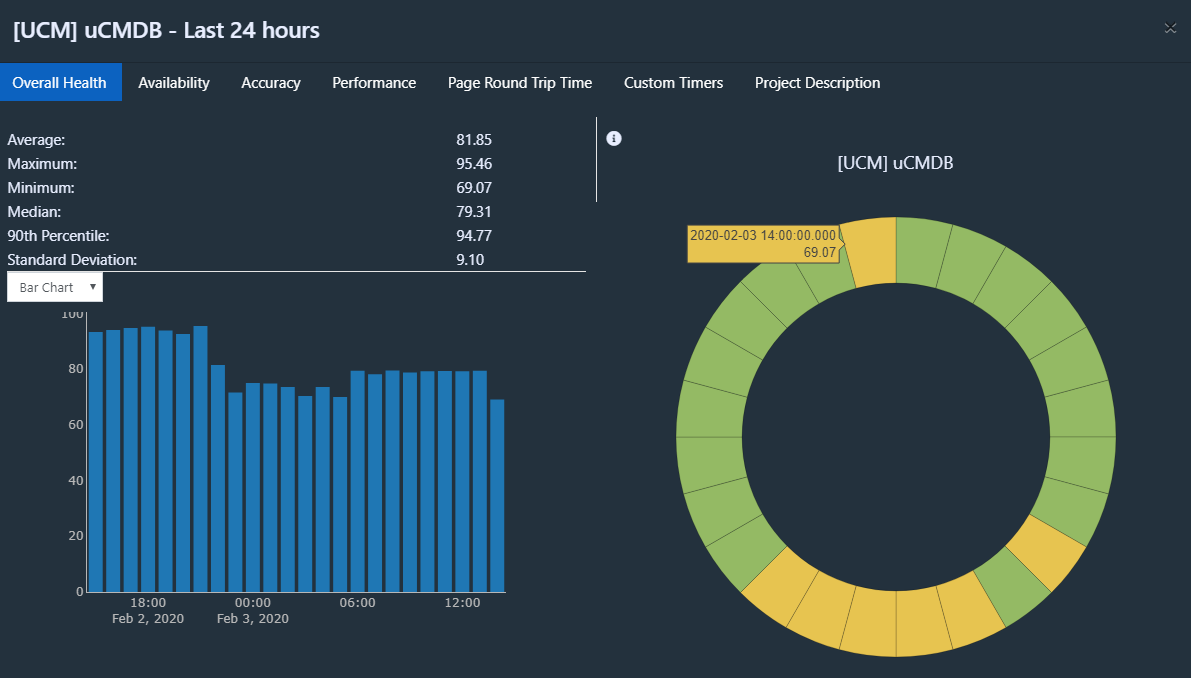 [UCM] uCMDB - Last 24 hours
Overall Health Availability Accuracy Performance Page Round Trip Time Custom Timers Project Description
Average: 81.85
Maximum: 95.46
Minimum: 69.07
Median: 79.31
90th Percentile: 94.77
Standard Deviation: 9.10
Bar Chart
100
80
60
40
20
0
18:00 00:00 06:00 12:00
Feb 2, 2020 Feb 3, 2020
[UCM] uCMDB
2020-02-03 14:00:00.000
69.07